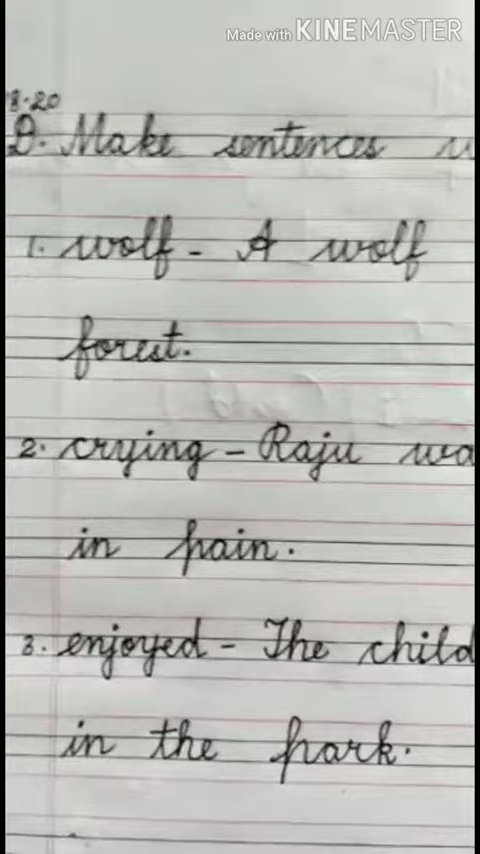 Made with KINEMASTER
8.20
D. Make sentences
1. wolf - A wolf
forest.
2. crying - Raju wa
in pain.
3. enjoyed - The child
in the park.